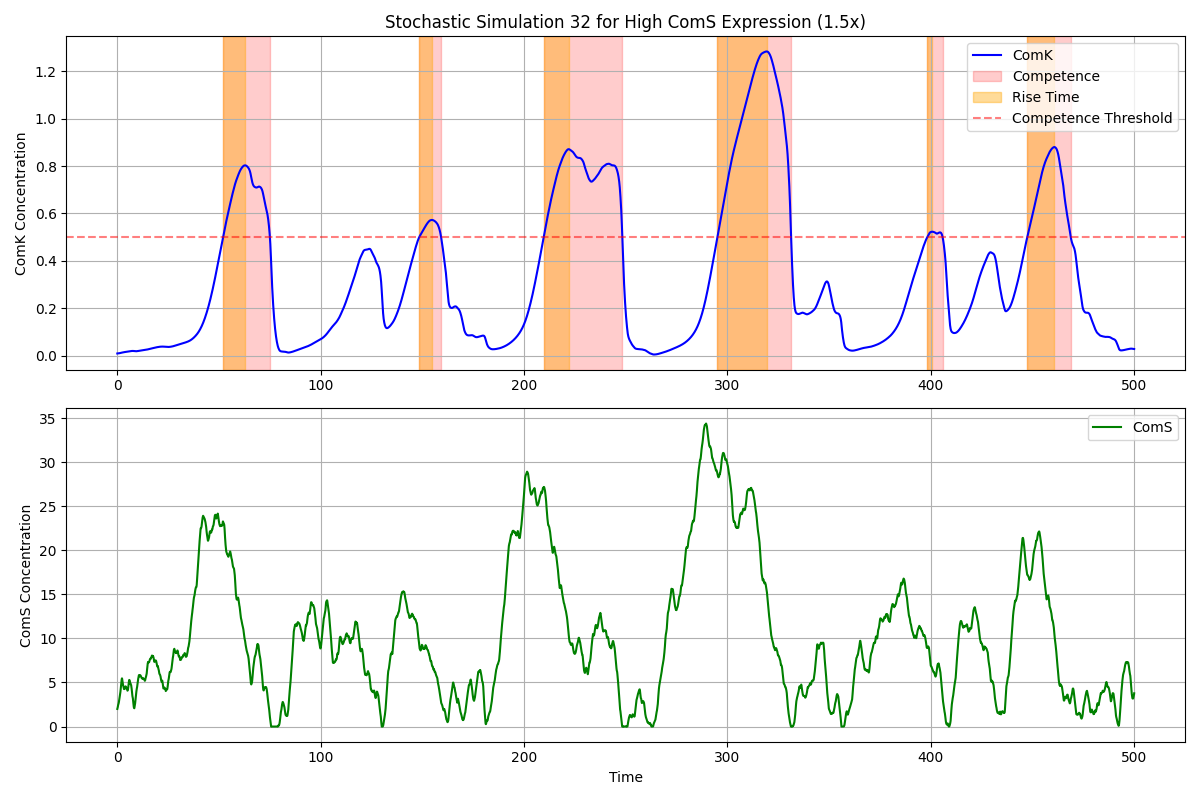 Stochastic Simulation 32 for High ComS Expression (1.5x)
ComK Concentration
1.2
1.0
0.8
0.6
0.4
0.2
0.0
ComK
Competence
Rise Time
Competence Threshold
0 100 200 300 400 500
ComS Concentration
35
30
25
20
15
10
5
0
ComS
0 100 200 300 400 500
Time